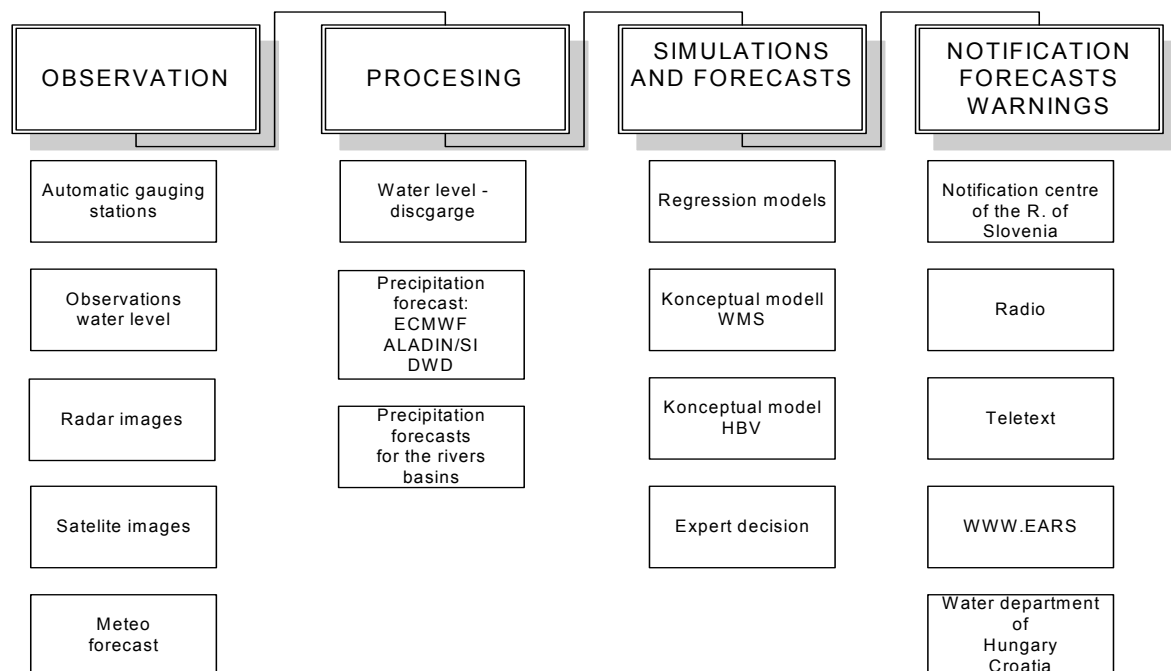 OBSERVATION
PROCESING
SIMULATIONS
AND FORECASTS
NOTIFICATION
FORECASTS
WARNINGS
Automatic gauging
stations
Observations
water level
Radar images
Satelite images
Meteo
forecast
Water level -
discgarge
Precipitation
forecast:
ECMWF
ALADIN/SI
DWD
Precipitation
forecasts
for the rivers
basins
Regression models
Konceptual modell
WMS
Konceptual model
HBV
Expert decision
Notification centre
of the R. of
Slovenia
Radio
Teletext
WWW.EARS
Water department
of
Hungary
Croatia